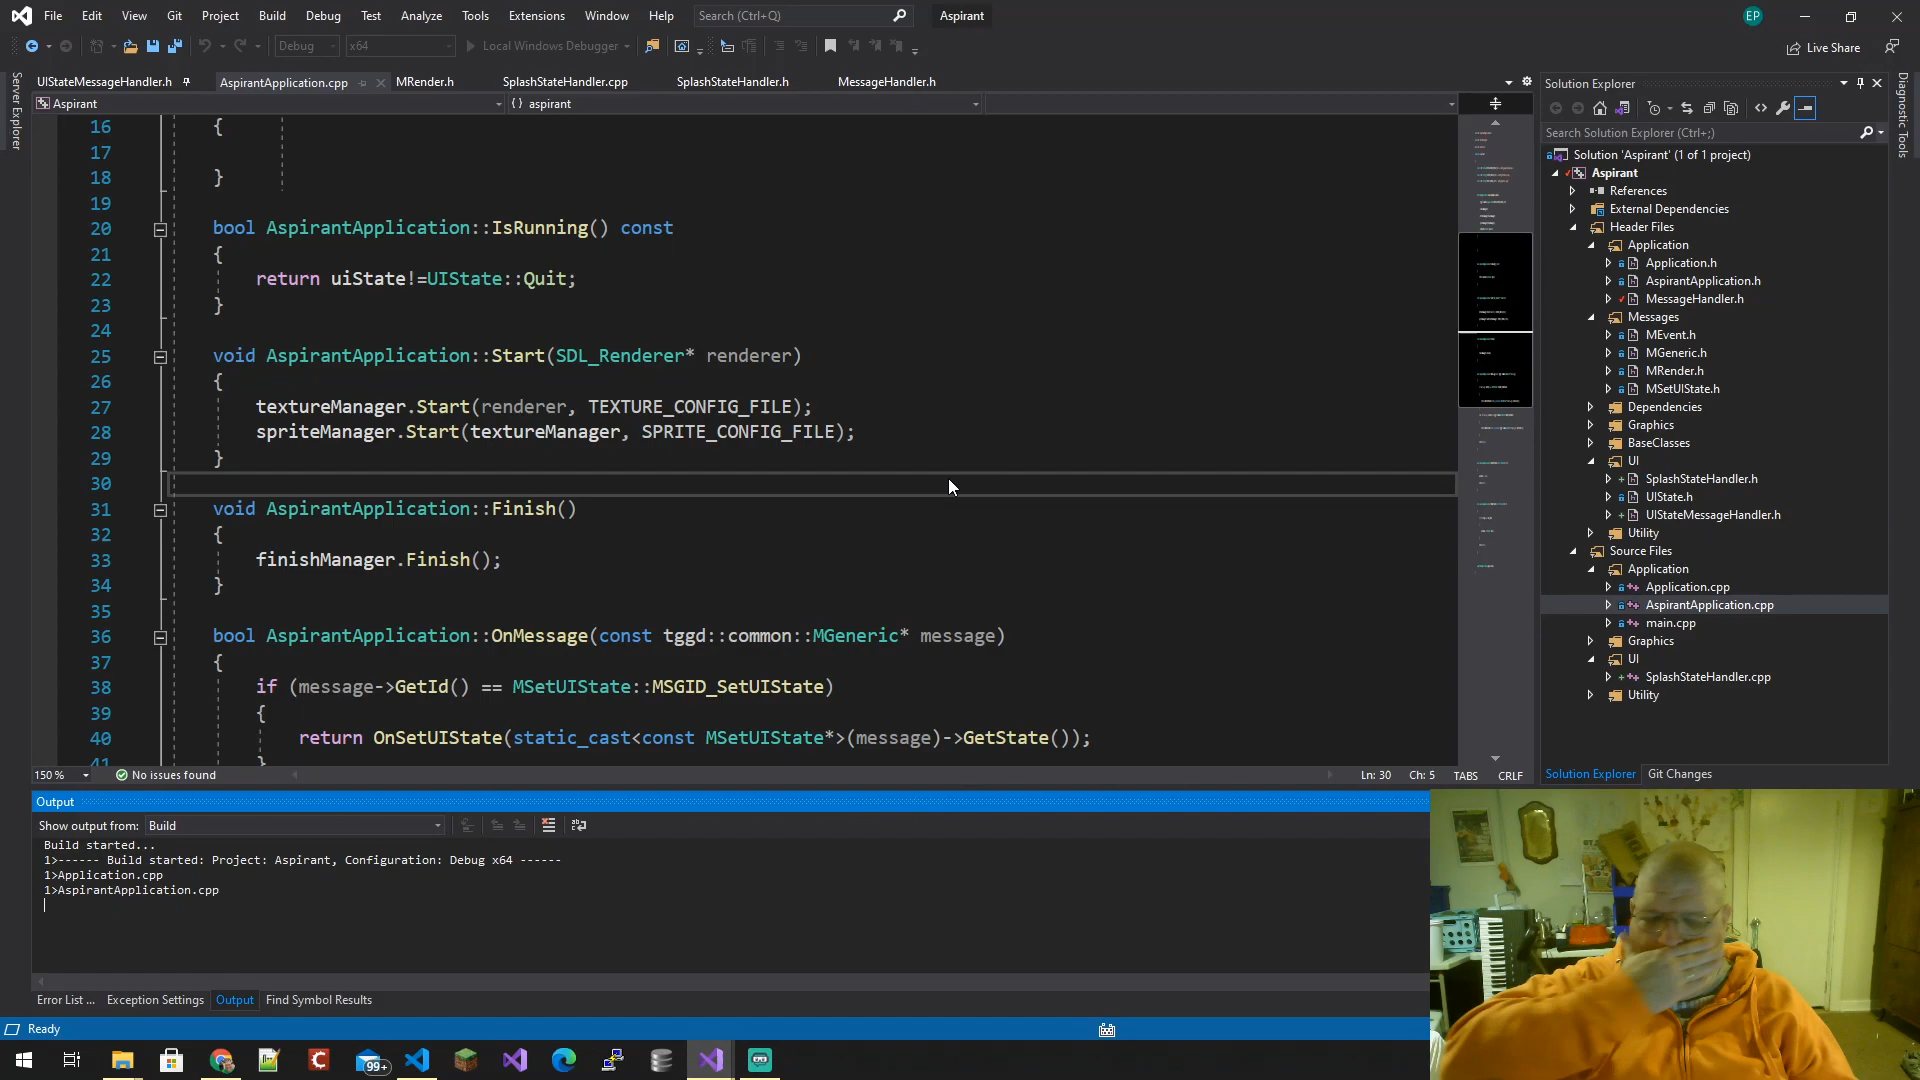 File Edit View Git Project Build Debug Test Analyze Tools Extensions Window Help Search (Ctrl+Q) Aspirant EP
Debug x64 Local Windows Debugger Live Share
Server Explorer
UIStateMessageHandler.h AspirantApplication.cpp MRender.h SplashStateHandler.cpp SplashStateHandler.h MessageHandler.h
Aspirant {} aspirant
16 {
17
18 }
19
20 bool AspirantApplication::IsRunning() const
21 {
22 return uiState!=UIState::Quit;
23 }
24
25 void AspirantApplication::Start(SDL_Renderer* renderer)
26 {
27 textureManager.Start(renderer, TEXTURE_CONFIG_FILE);
28 spriteManager.Start(textureManager, SPRITE_CONFIG_FILE);
29 }
30
31 void AspirantApplication::Finish()
32 {
33 finishManager.Finish();
34 }
35
36 bool AspirantApplication::OnMessage(const tggd::common::MGeneric* message)
37 {
38 if (message->GetId() == MSetUIState::MSGID_SetUIState)
39 {
40 return OnSetUIState(static_cast<const MSetUIState*>(message)->GetState());
41 }
150 % No issues found Ln: 30 Ch: 5 TABS CRLF
Solution Explorer
Search Solution Explorer (Ctrl+;)
Solution 'Aspirant' (1 of 1 project)
Aspirant
References
External Dependencies
Header Files
Application
Application.h
AspirantApplication.h
MessageHandler.h
Messages
MEvent.h
MGeneric.h
MRender.h
MSetUIState.h
Dependencies
Graphics
BaseClasses
UI
SplashStateHandler.h
UIState.h
UIStateMessageHandler.h
Utility
Source Files
Application
Application.cpp
AspirantApplication.cpp
main.cpp
Graphics
UI
SplashStateHandler.cpp
Utility
Solution Explorer Git Changes
Diagnostic Tools
Output
Show output from: Build
Build started...
1>------ Build started: Project: Aspirant, Configuration: Debug x64 ------
1>Application.cpp
1>AspirantApplication.cpp
Error List ... Exception Settings Output Find Symbol Results
Ready
99+